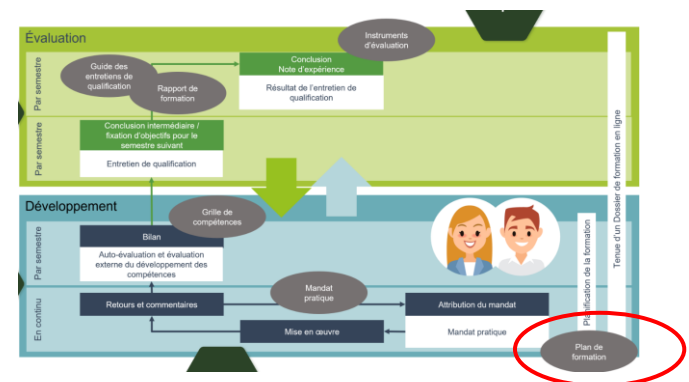 Évaluation
Instruments
d'évaluation
Par semestre
Guide des
entretiens de
qualification
Rapport de
formation
Conclusion
Note d'expérience
Résultat de l'entretien de
qualification
Par semestre
Conclusion intermédiaire /
fixation d'objectifs pour le
semestre suivant
Entretien de qualification
Développement
Grille de
compétences
Par semestre
Bilan
Auto-évaluation et évaluation
externe du développement des
compétences
En continu
Retours et commentaires
Mandat
pratique
Attribution du mandat
Mise en œuvre
Mandat pratique
Planification de la formation
Tenue d'un Dossier de formation en ligne
Plan de
formation